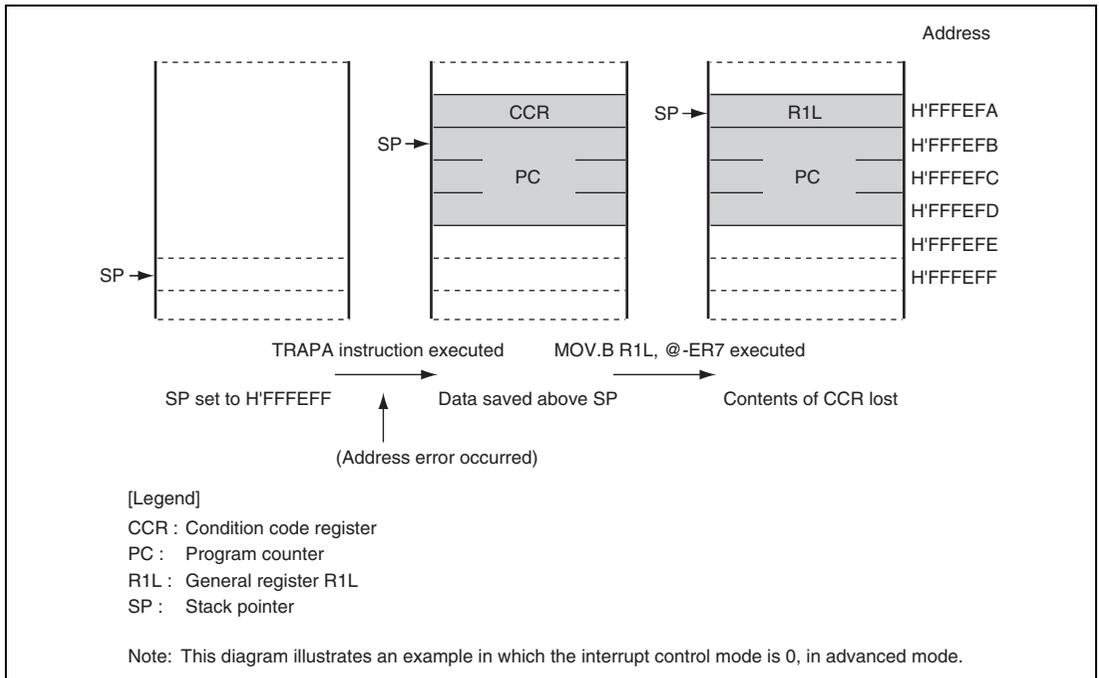 Address
CCR
SP
R1L
H'FFFEFA
SP
H'FFFEFB
PC
PC
H'FFFEFC
H'FFFEFD
H'FFFEFE
SP
H'FFFEFF
TRAPA instruction executed
MOV.B R1L, @-ER7 executed
SP set to H'FFFEFF
Data saved above SP
Contents of CCR lost
(Address error occurred)
[Legend]
CCR : Condition code register
PC : Program counter
R1L : General register R1L
SP : Stack pointer
Note: This diagram illustrates an example in which the interrupt control mode is 0, in advanced mode.